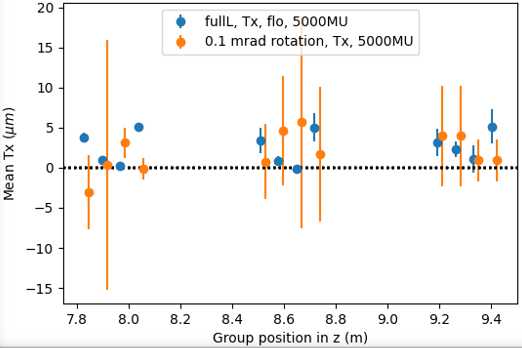 fullL, Tx, flo, 5000MU
0.1 mrad rotation, Tx, 5000MU
Mean Tx (μm)
20
15
10
5
0
−5
−10
−15
7.8 8.0 8.2 8.4 8.6 8.8 9.0 9.2 9.4
Group position in z (m)